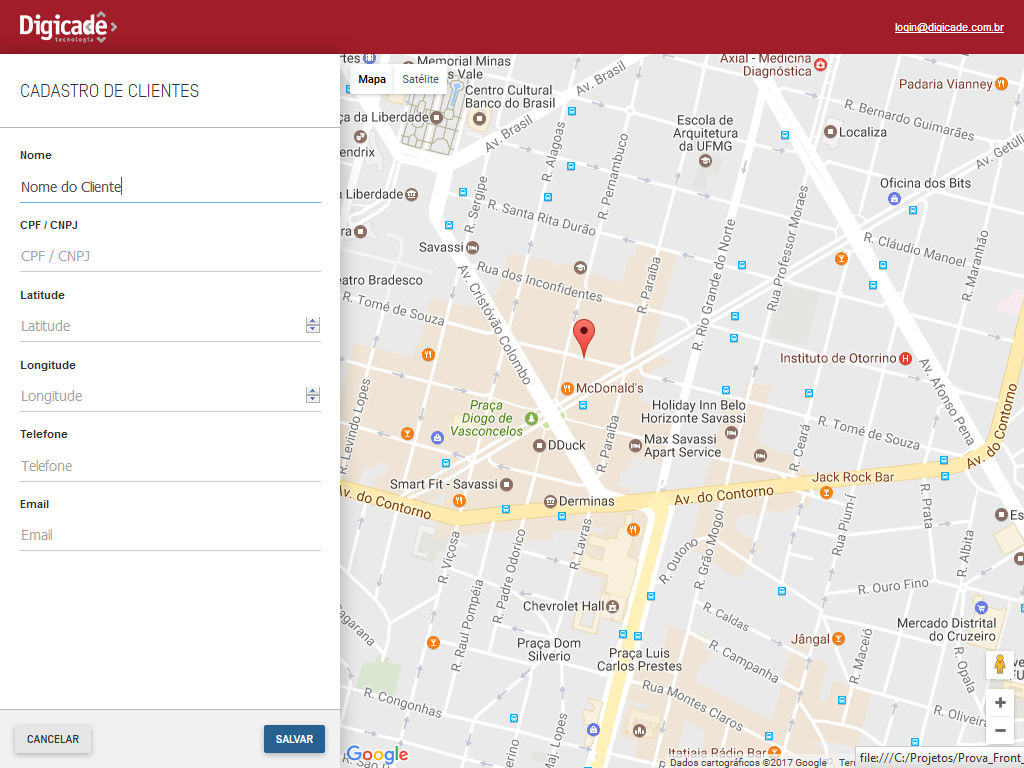 Digicade
tecnologia
login@digicade.com.br
CADASTRO DE CLIENTES
Nome
Nome do Cliente
CPF / CNPJ
CPF / CNPJ
Latitude
Latitude
Longitude
Longitude
Telefone
Telefone
Email
Email
CANCELAR
SALVAR
Mapa
Satélite
Memorial Minas
Vale
Centro Cultural
Banco do Brasil
Av. Brasil
Axial - Medicina
Diagnóstica
Padaria Vianney
R. Bernardo Guimarães
Localiza
Av. Getúli
ça da Liberdade
endrix
Av. Brasil
R. Alagoas
Escola de
Arquitetura
da UFMG
R. Pernambuco
Liberdade
R. Sergipe
R. Santa Rita Durão
Oficina dos Bits
Rua Professor Moraes
R. Cláudio Manoel
R. Maranhão
Savassi
Rua dos Inconfidentes
R. Paraíba
R. Rio Grande do Norte
eatro Bradesco
R. Tomé de Souza
Av. Cristóvão Colombo
Instituto de Otorrino
Av. Afonso Pena
McDonald's
R. Levindo Lopes
Praça
Diogo de
Vasconcelos
Holiday Inn Belo
Horizonte Savassi
DDuck
R. Paraíba
Max Savassi
Apart Service
R. Ceará
R. Tomé de Souza
Av. do Contorno
Smart Fit - Savassi
Jack Rock Bar
Av. do Contorno
Derminas
Av. do Contorno
R. Lavras
R. Viçosa
R. Padre Odorico
R. Outono
R. Grão Mogol
Rua Pium-Í
R. Prata
Es
R. Albita
R. Ouro Fino
Chevrolet Hall
R. Raul Pompéia
R. Caldas
Mercado Distrital
do Cruzeiro
Praça Dom
Silverio
Maj. Lopes
Praça Luis
Carlos Prestes
R. Campanha
Jângal
R. Maceió
R. Opala
Rua Montes Claros
R. Congonhas
R. Oliveira
Itatiaia Rádio Bar
Google
Dados cartográficos ©2017 Google
Ter
file:///C:/Projetos/Prova_Front_